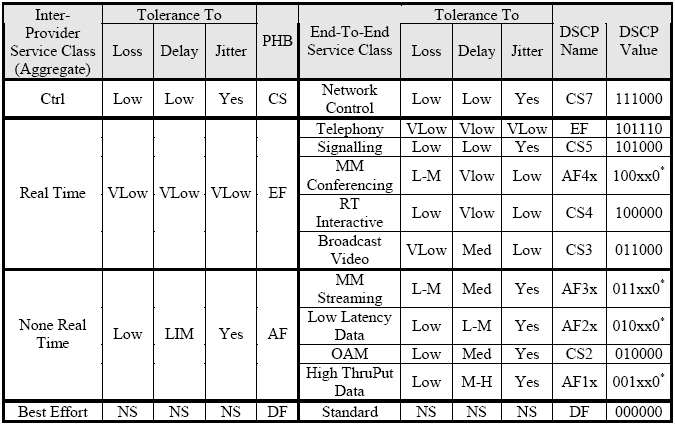 Inter-Provider Service Class (Aggregate) | Tolerance To | PHB | End-To-End Service Class | Tolerance To | DSCP Name | DSCP Value
Loss | Delay | Jitter | Loss | Delay | Jitter
Ctrl | Low | Low | Yes | CS | Network Control | Low | Low | Yes | CS7 | 111000
Real Time | VLow | VLow | VLow | EF | Telephony | VLow | Vlow | VLow | EF | 101110
Signalling | Low | Low | Yes | CS5 | 101000
MM Conferencing | L-M | Vlow | Low | AF4x | 100xx0*
RT Interactive | Low | Vlow | Low | CS4 | 100000
Broadcast Video | VLow | Med | Low | CS3 | 011000
None Real Time | Low | LIM | Yes | AF | MM Streaming | L-M | Med | Yes | AF3x | 011xx0*
Low Latency Data | Low | L-M | Yes | AF2x | 010xx0*
OAM | Low | Med | Yes | CS2 | 010000
High ThruPut Data | Low | M-H | Yes | AF1x | 001xx0*
Best Effort | NS | NS | NS | DF | Standard | NS | NS | NS | DF | 000000